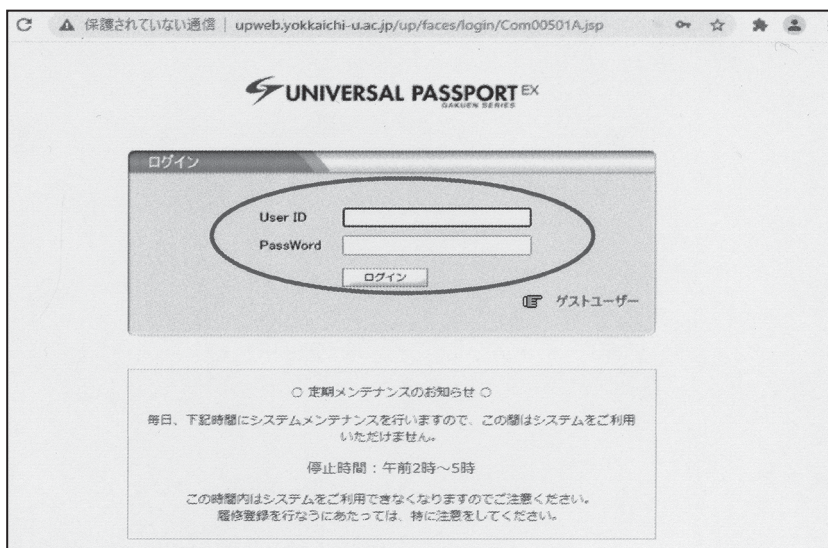 保護されていない通信 | upweb.yokkaichi-u.ac.jp/up/faces/login/Com00501A.jsp
UNIVERSAL PASSPORT EX
GAKUEN SERIES
ログイン
User ID
PassWord
ログイン
ゲストユーザー
○ 定期メンテナンスのお知らせ ○
毎日、下記時間にシステムメンテナンスを行いますので、この間はシステムをご利用
いただけません。
停止時間：午前2時～5時
この時間内はシステムをご利用できなくなりますのでご注意ください。
履修登録を行なうにあたっては、特に注意をしてください。